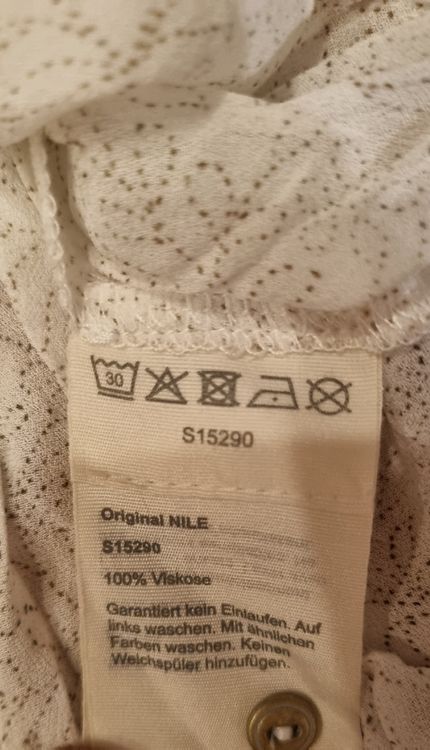 30
S15290
Original NILE
S15290
100% Viskose
Garantiert kein Einlaufen. Auf
links waschen. Mit ähnlichen
Farben waschen. Keinen
Weichspüler hinzufügen.